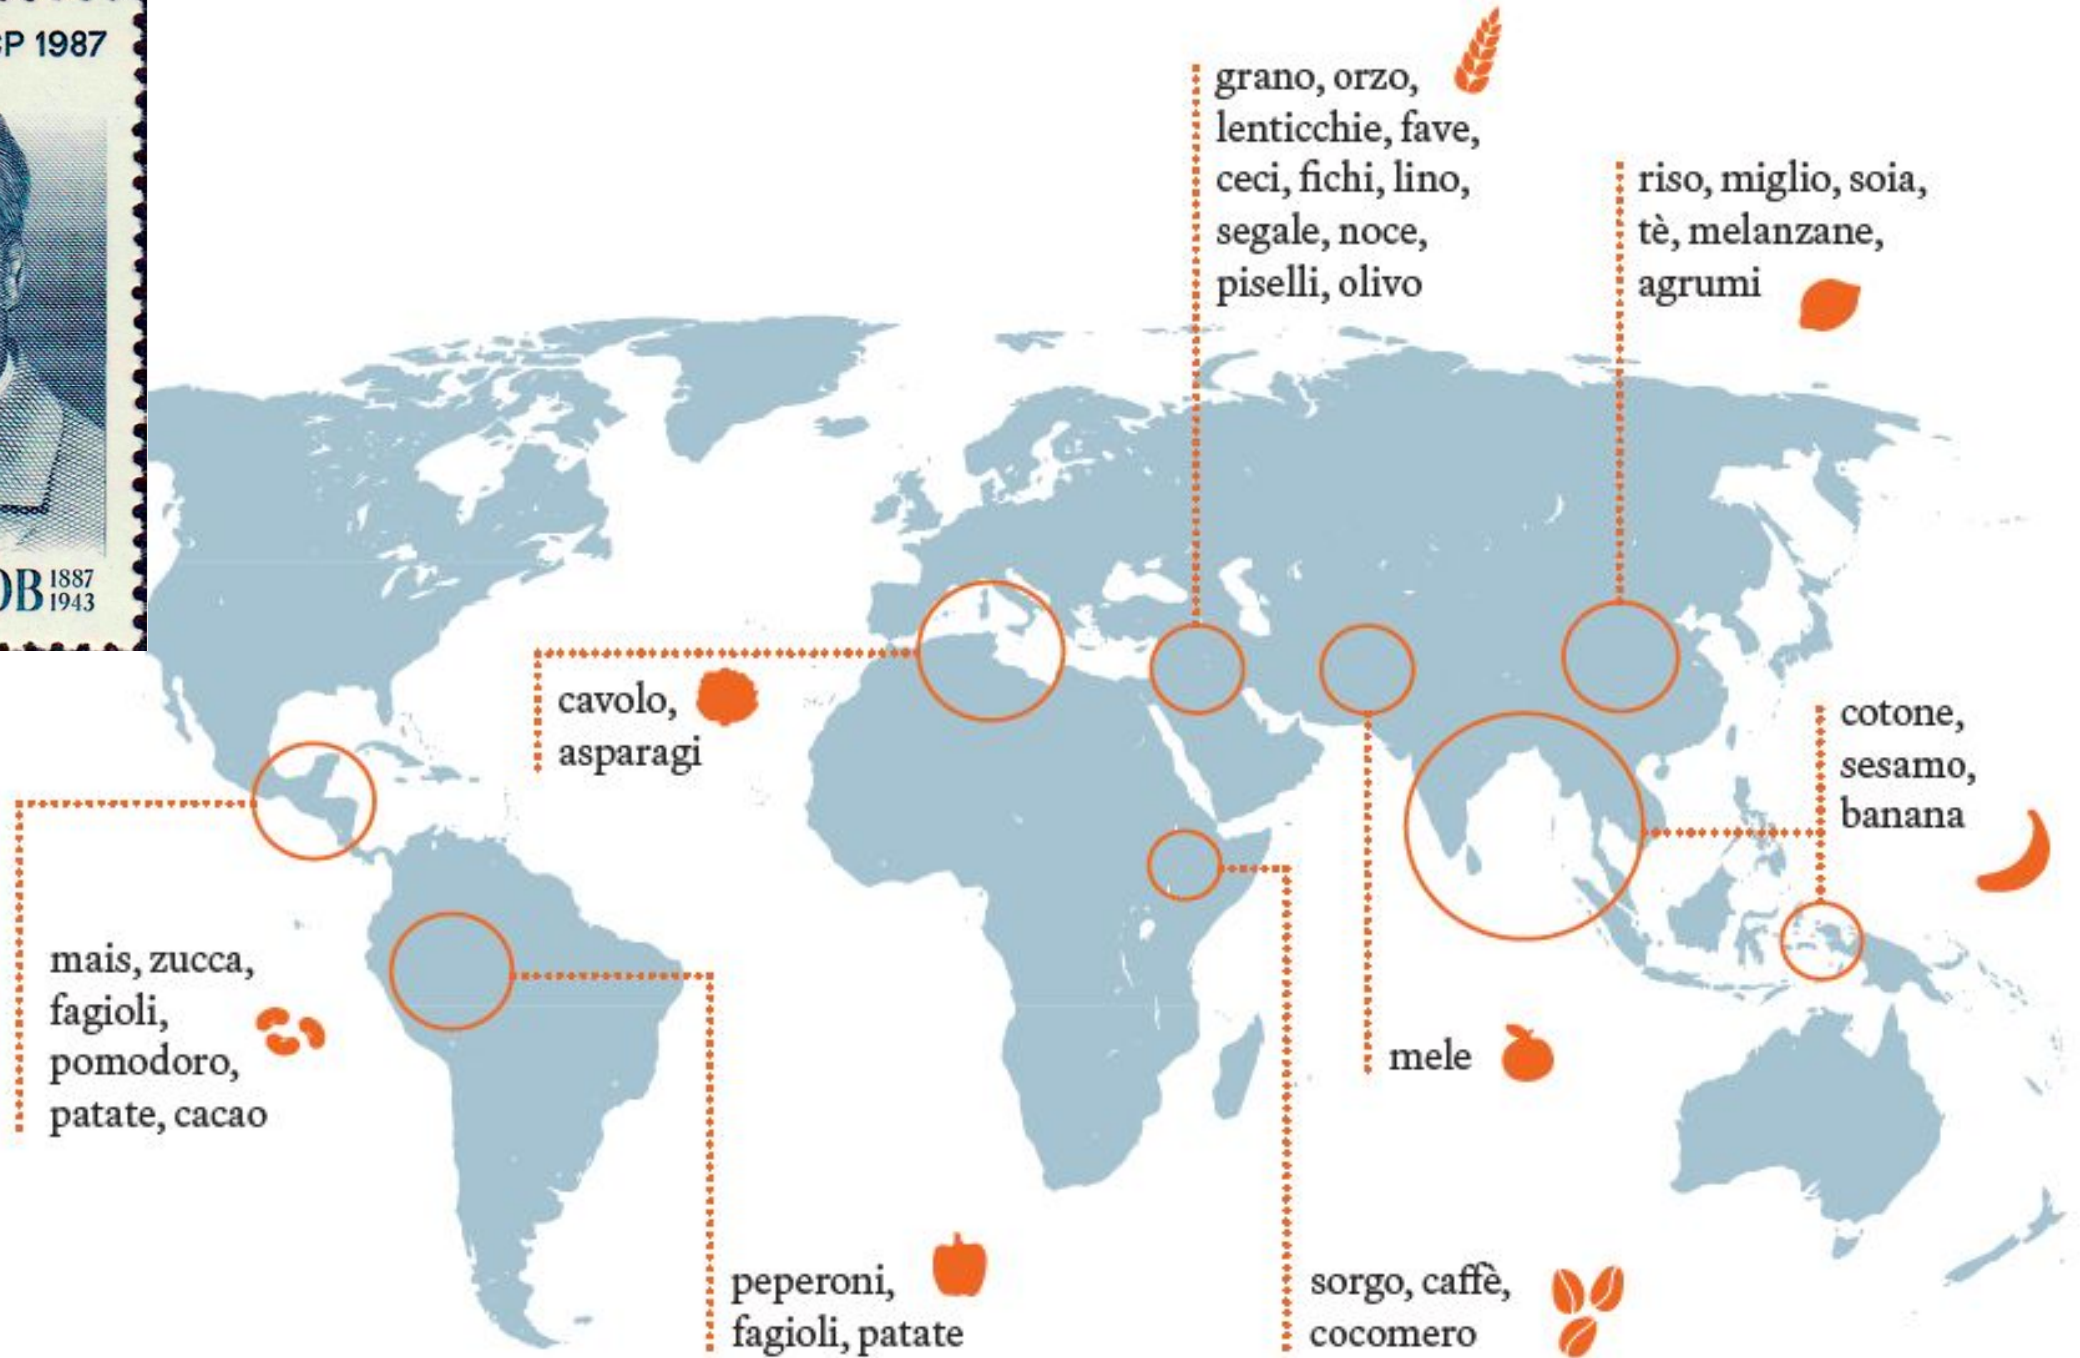 1987
1887
1943
grano, orzo,
lenticchie, fave,
ceci, fichi, lino,
segale, noce,
piselli, olivo
riso, miglio, soia,
tè, melanzane,
agrumi
cavolo,
asparagi
cotone,
sesamo,
banana
mais, zucca,
fagioli,
pomodoro,
patate, cacao
mele
peperoni,
fagioli, patate
sorgo, caffè,
cocomero